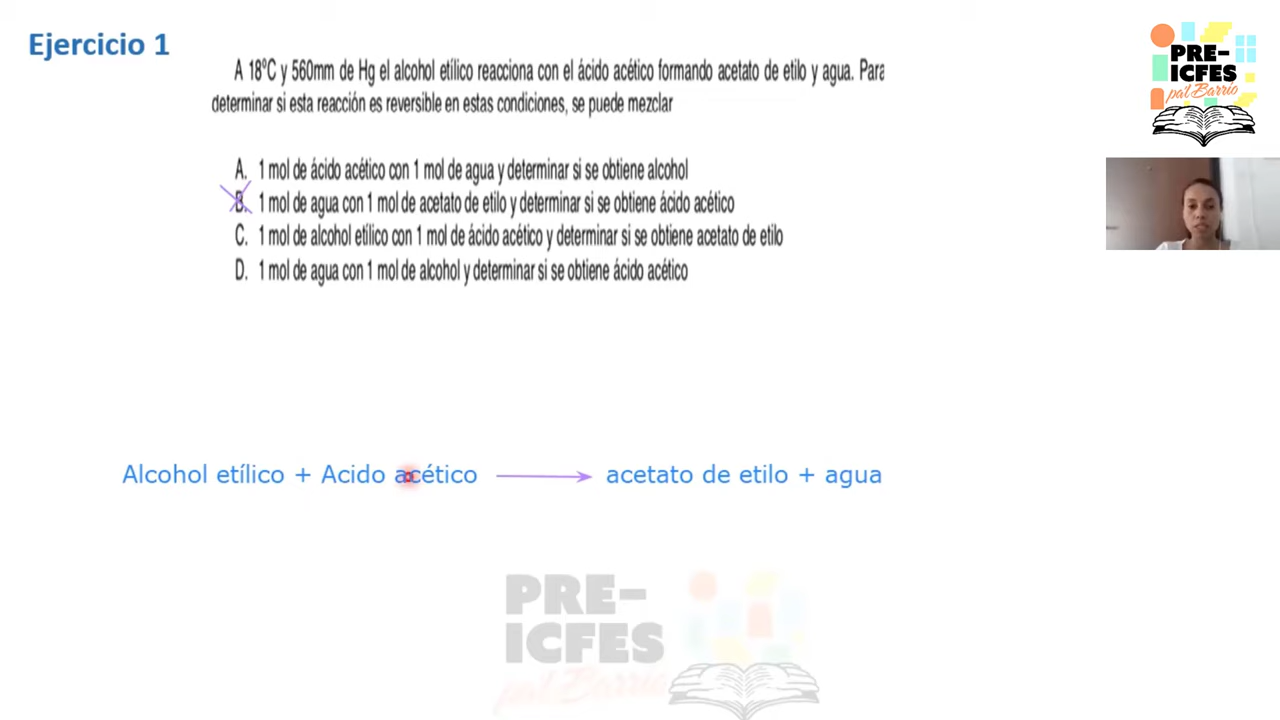 Ejercicio 1
A 18ºC y 560mm de Hg el alcohol etílico reacciona con el ácido acético formando acetato de etilo y agua. Para
determinar si esta reacción es reversible en estas condiciones, se puede mezclar
A. 1 mol de ácido acético con 1 mol de agua y determinar si se obtiene alcohol
B. 1 mol de agua con 1 mol de acetato de etilo y determinar si se obtiene ácido acético
C. 1 mol de alcohol etílico con 1 mol de ácido acético y determinar si se obtiene acetato de etilo
D. 1 mol de agua con 1 mol de alcohol y determinar si se obtiene ácido acético
Alcohol etílico + Acido acético → acetato de etilo + agua
PRE-
ICFES
pa'l Barrio
PRE-
ICFES
pa'l Barrio